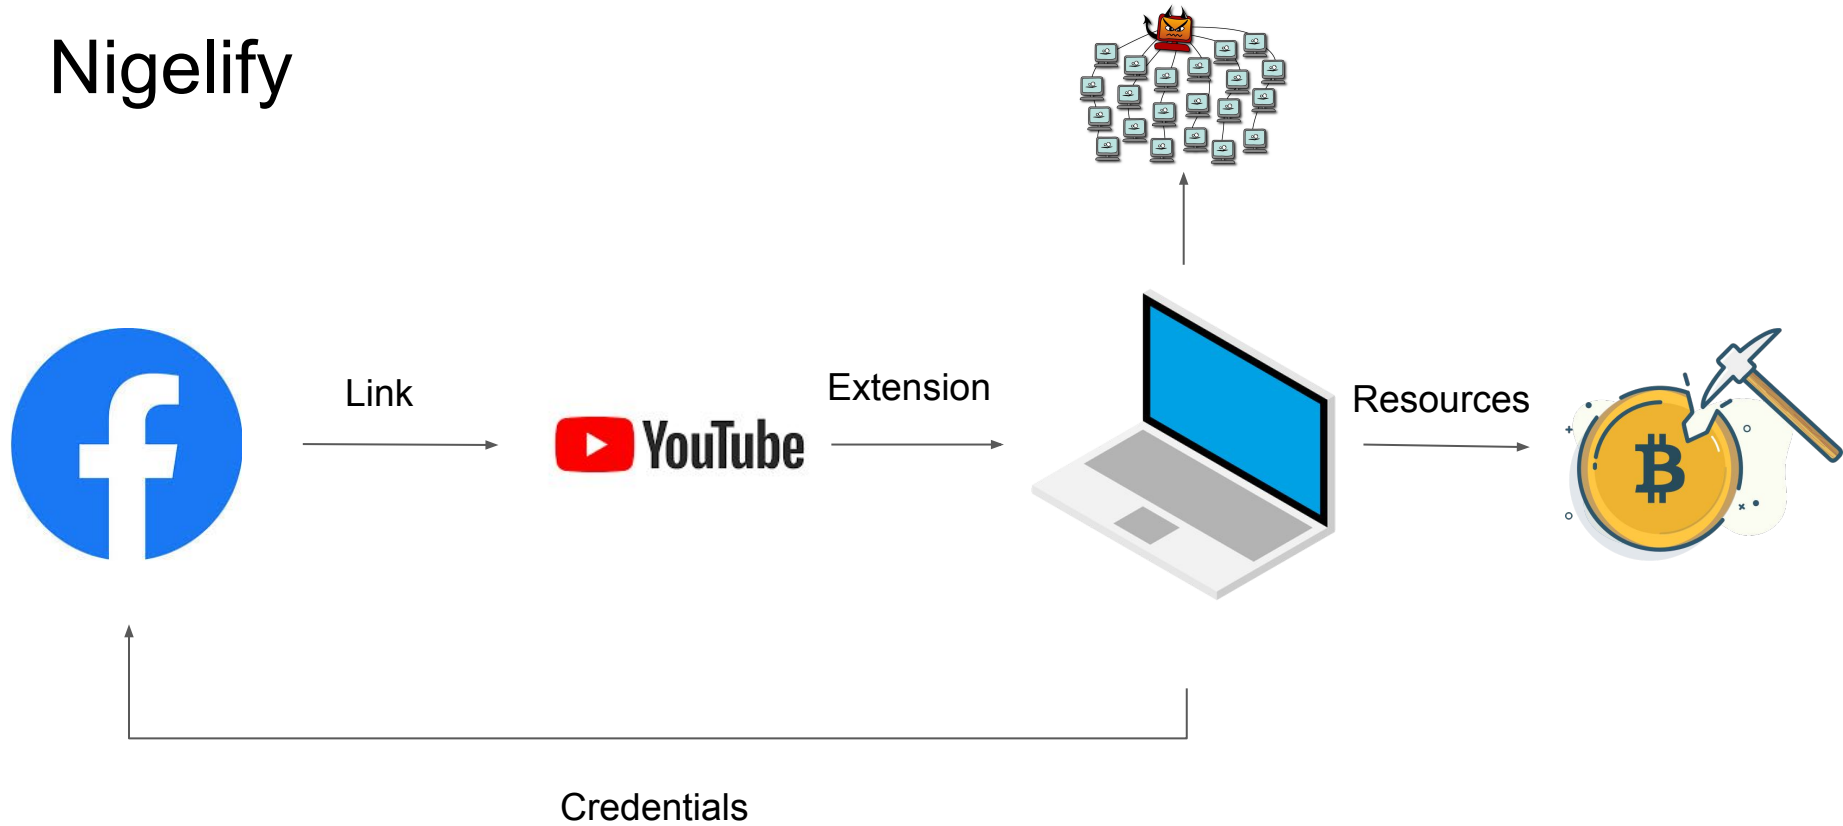 Nigelify
Link
YouTube
Extension
Resources
Credentials